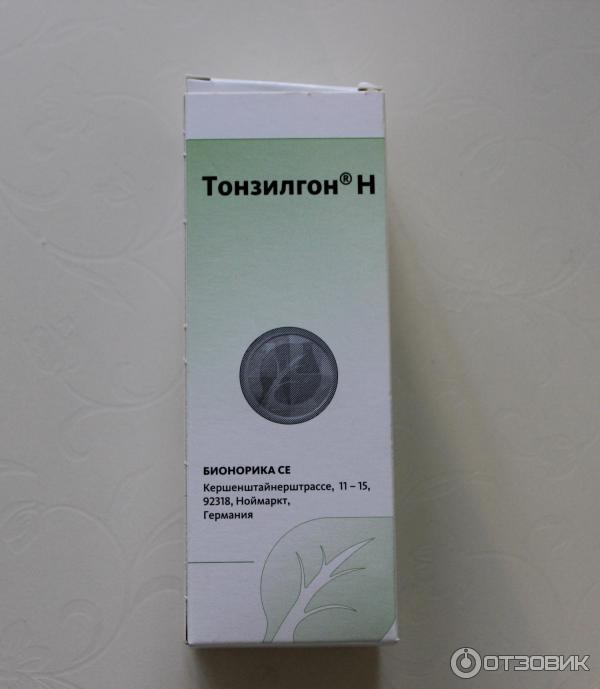 Тонзилгон® Н
БИОНОРИКА СЕ
Кершенштайнерштрассе, 11 – 15,
92318, Ноймаркт,
Германия
ОТЗОВИК